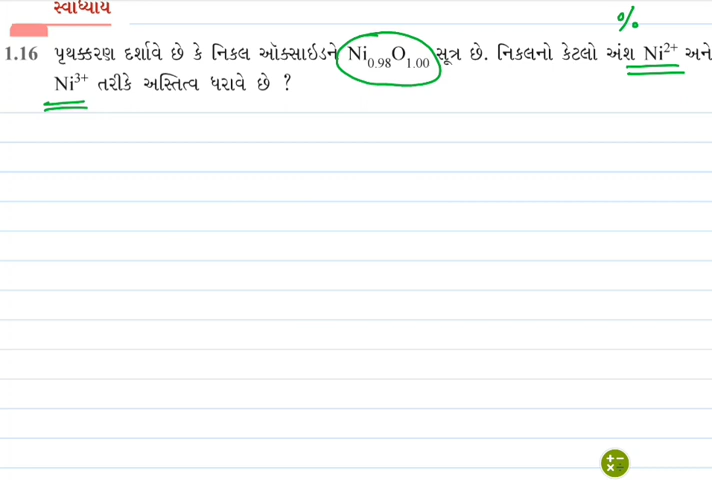 સ્વાધ્યાય
%
1.16 પૃથક્કરણ દર્શાવે છે કે નિકલ ઑક્સાઇડને Ni0.98O1.00 સૂત્ર છે. નિકલનો કેટલો અંશ Ni2+ અને
Ni3+ તરીકે અસ્તિત્વ ધરાવે છે ?